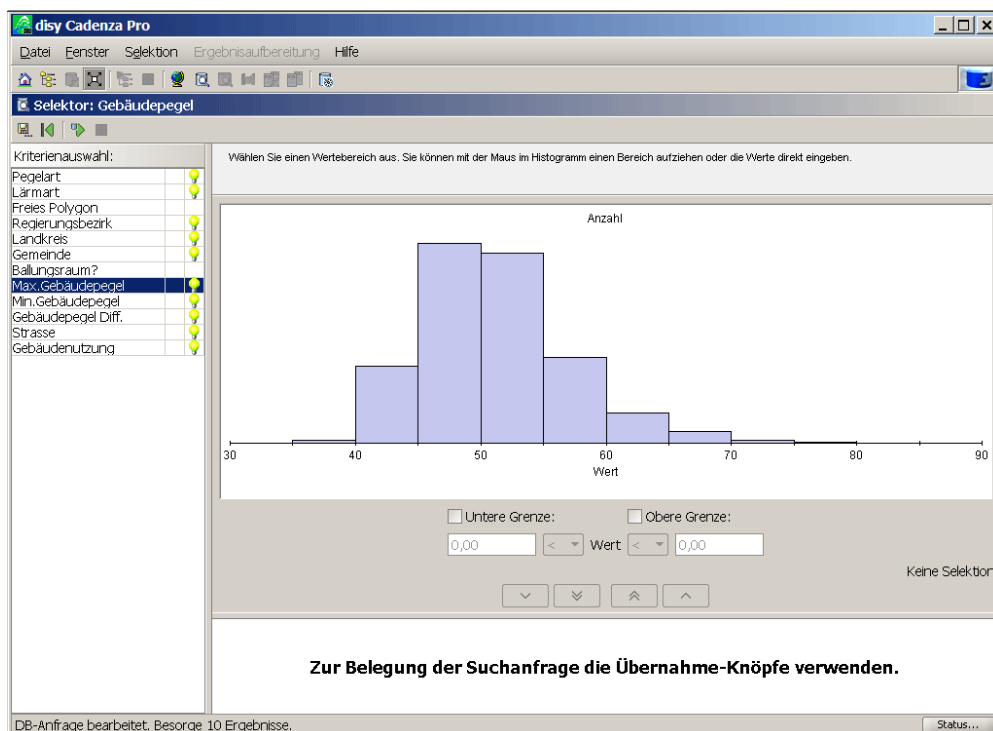 disy Cadenza Pro
Datei Fenster Selektion Ergebnisaufbereitung Hilfe
Selektor: Gebäudepegel
Kriterienauswahl:
Pegelart
Lärmart
Freies Polygon
Regierungsbezirk
Landkreis
Gemeinde
Ballungsraum?
Max.Gebäudepegel
Min.Gebäudepegel
Gebäudepegel Diff.
Strasse
Gebäudenutzung
Wählen Sie einen Wertebereich aus. Sie können mit der Maus im Histogramm einen Bereich aufziehen oder die Werte direkt eingeben.
Anzahl
30 40 50 60 70 80 90
Wert
Untere Grenze: Obere Grenze:
0,00 < Wert < 0,00
Keine Selektion
Zur Belegung der Suchanfrage die Übernahme-Knöpfe verwenden.
DB-Anfrage bearbeitet. Besorge 10 Ergebnisse. Status...